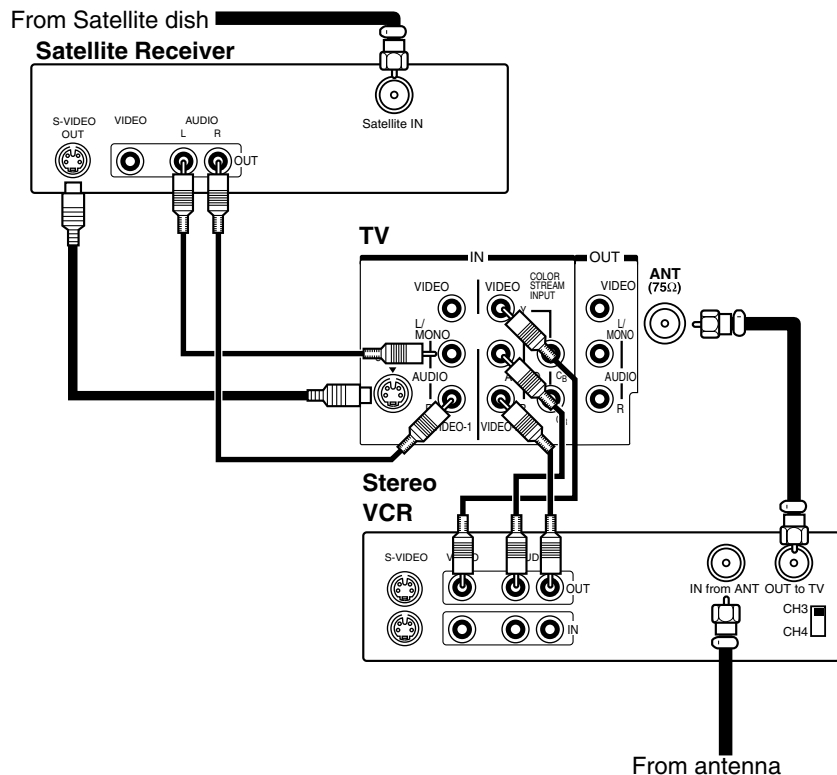 From Satellite dish
Satellite Receiver
S-VIDEO
OUT
VIDEO
AUDIO
L
R
OUT
Satellite IN
TV
IN
OUT
VIDEO
VIDEO
COLOR
STREAM
INPUT
Y
VIDEO
ANT
(75Ω)
L/
MONO
L/
MONO
CB
AUDIO
AUDIO
R
Stereo
VCR
S-VIDEO
OUT
IN
IN from ANT
OUT to TV
CH3
CH4
From antenna